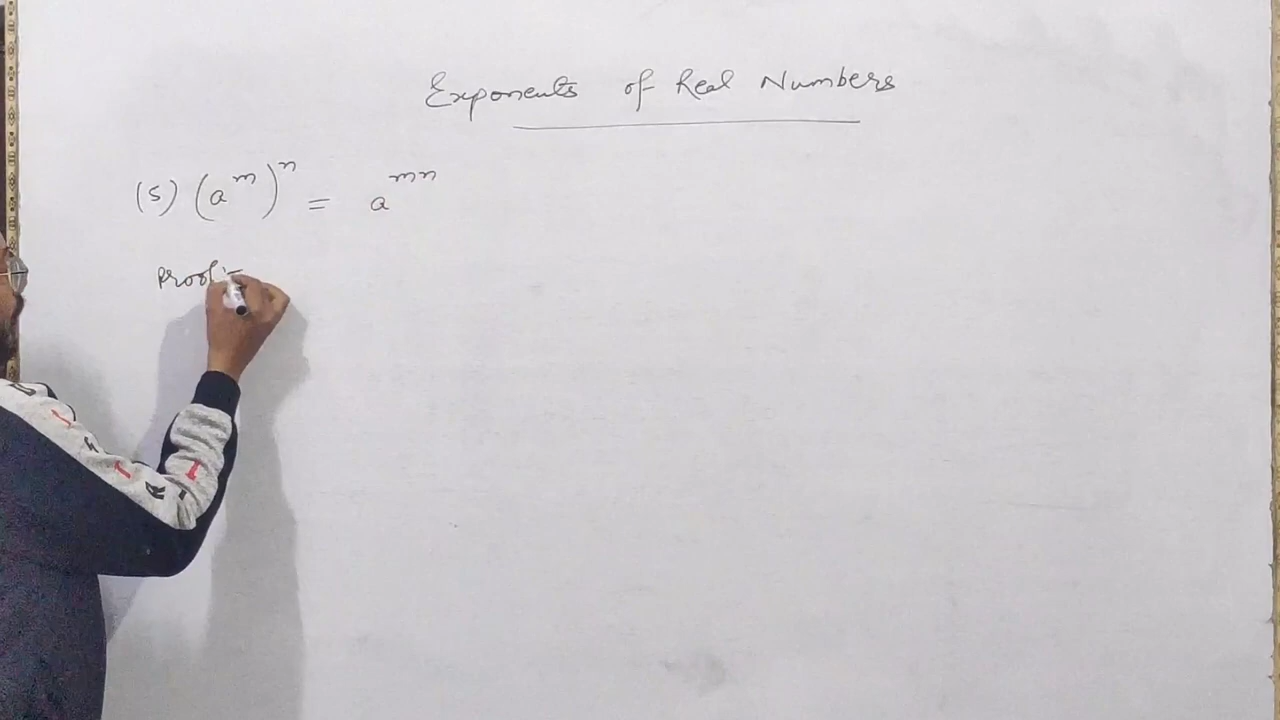 Exponents of Real Numbers
(5) (a^m)^n = a^mn
Proof :-